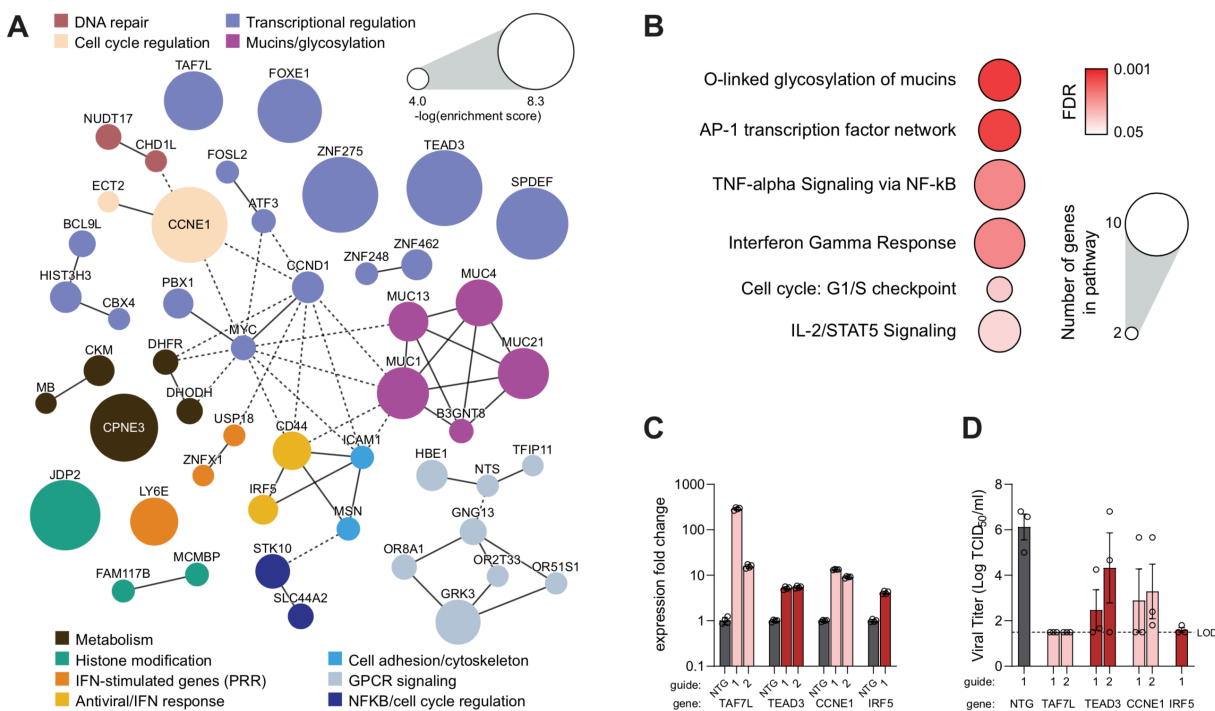 A
DNA repair
Cell cycle regulation
Transcriptional regulation
Mucins/glycosylation
4.0
8.3
-log(enrichment score)
TAF7L
FOXE1
NUDT17
CHD1L
FOSL2
ZNF275
TEAD3
SPDEF
ECT2
CCNE1
ATF3
BCL9L
HIST3H3
CBX4
PBX1
CCND1
ZNF248
ZNF462
MUC4
MUC13
MYC
MUC21
MUC1
B3GNT8
CKM
MB
DHFR
DHODH
CPNE3
USP18
ZNFX1
CD44
ICAM1
IRF5
MSN
JDP2
LY6E
FAM117B
MCMBP
STK10
SLC44A2
HBE1
NTS
TFIP11
GNG13
OR8A1
OR2T33
OR51S1
GRK3
Metabolism
Histone modification
IFN-stimulated genes (PRR)
Antiviral/IFN response
Cell adhesion/cytoskeleton
GPCR signaling
NFKB/cell cycle regulation
B
O-linked glycosylation of mucins
AP-1 transcription factor network
TNF-alpha Signaling via NF-kB
Interferon Gamma Response
Cell cycle: G1/S checkpoint
IL-2/STAT5 Signaling
FDR
0.001
0.05
Number of genes
in pathway
10
2
C
expression fold change
1000
100
10
1
0.1
guide:
NTG 1 2 NTG 1 2 NTG 1 2 NTG 1
gene:
TAF7L TEAD3 CCNE1 IRF5
D
Viral Titer (Log TCID50/ml)
8
6
4
2
0
LOD
guide:
1 1 2 1 2 1 2 1
gene:
NTG TAF7L TEAD3 CCNE1 IRF5